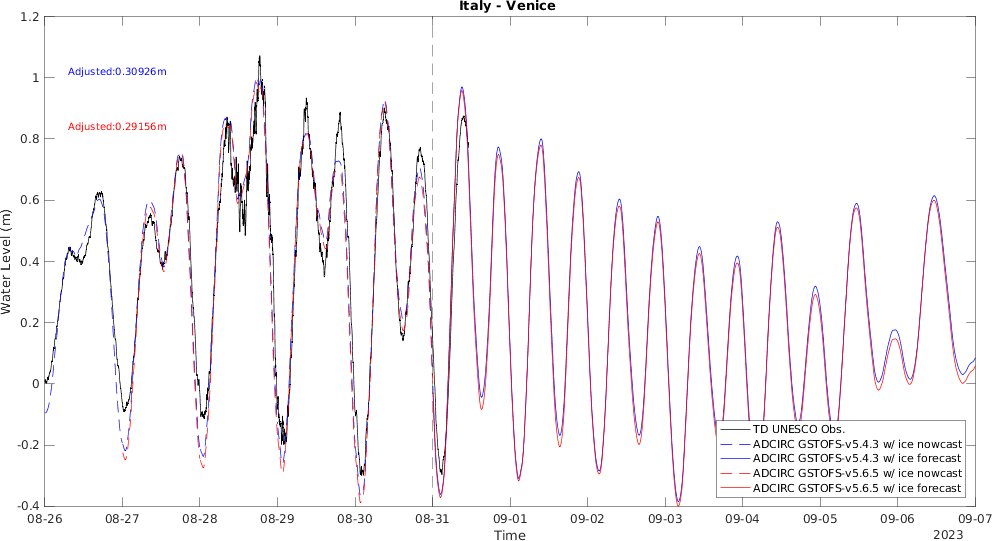 Italy - Venice
1.2
1
0.8
0.6
0.4
0.2
0
-0.2
-0.4
Water Level (m)
Adjusted:0.30926m
Adjusted:0.29156m
TD UNESCO Obs.
ADCIRC GSTOFS-v5.4.3 w/ ice nowcast
ADCIRC GSTOFS-v5.4.3 w/ ice forecast
ADCIRC GSTOFS-v5.6.5 w/ ice nowcast
ADCIRC GSTOFS-v5.6.5 w/ ice forecast
08-26 08-27 08-28 08-29 08-30 08-31 09-01 09-02 09-03 09-04 09-05 09-06 09-07
Time
2023